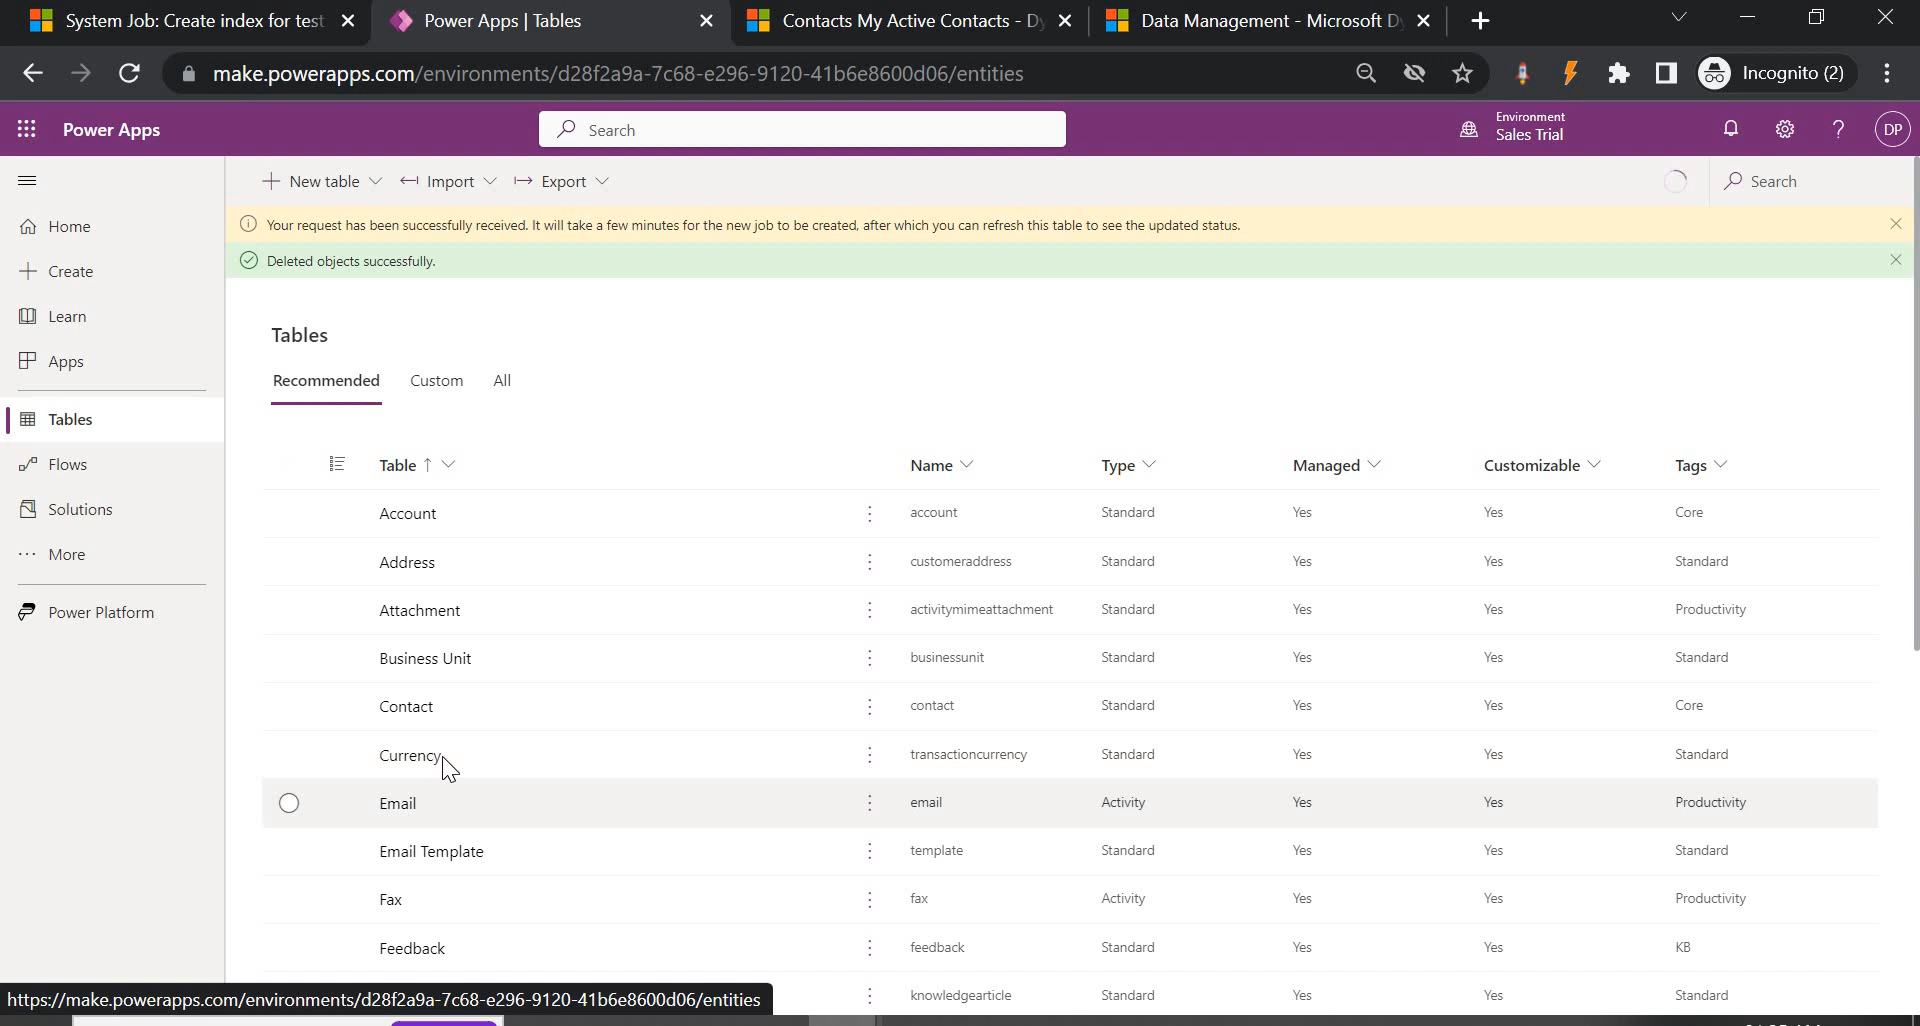 System Job: Create index for test
Power Apps | Tables
Contacts My Active Contacts - Dy
Data Management - Microsoft D
make.powerapps.com/environments/d28f2a9a-7c68-e296-9120-41b6e8600d06/entities
Incognito (2)
Power Apps
Search
Environment
Sales Trial
?
DP
New table
Import
Export
Search
Home
Your request has been successfully received. It will take a few minutes for the new job to be created, after which you can refresh this table to see the updated status.
Create
Deleted objects successfully.
Learn
Apps
Tables
Flows
Solutions
More
Power Platform
Tables
Recommended Custom All
Table Name Type Managed Customizable Tags
Account account Standard Yes Yes Core
Address customeraddress Standard Yes Yes Standard
Attachment activitymimeattachment Standard Yes Yes Productivity
Business Unit businessunit Standard Yes Yes Standard
Contact contact Standard Yes Yes Core
Currency transactioncurrency Standard Yes Yes Standard
Email email Activity Yes Yes Productivity
Email Template template Standard Yes Yes Standard
Fax fax Activity Yes Yes Productivity
Feedback feedback Standard Yes Yes KB
knowledgearticle Standard Yes Yes Standard
https://make.powerapps.com/environments/d28f2a9a-7c68-e296-9120-41b6e8600d06/entities